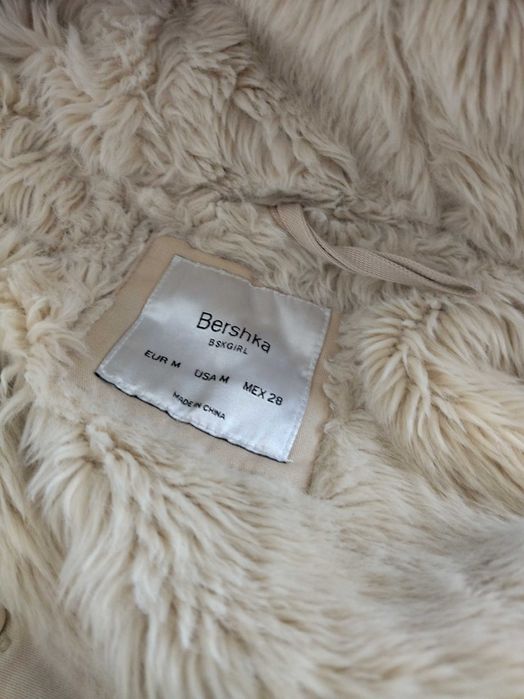 Bershka
BSKGIRL
EUR M USA M MEX 28
MADE IN CHINA